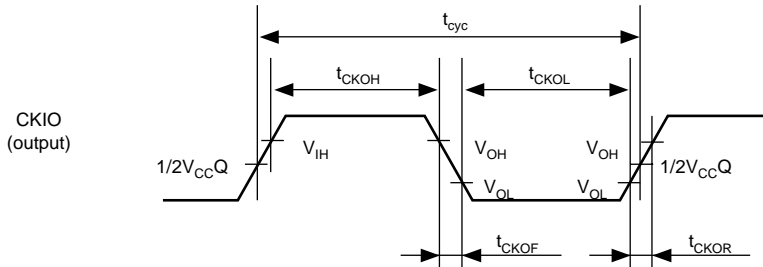 tcyc
tCKOH
tCKOL
CKIO
(output)
VIH
VOH
VOH
1/2VCCQ
1/2VCCQ
VOL
VOL
tCKOF
tCKOR